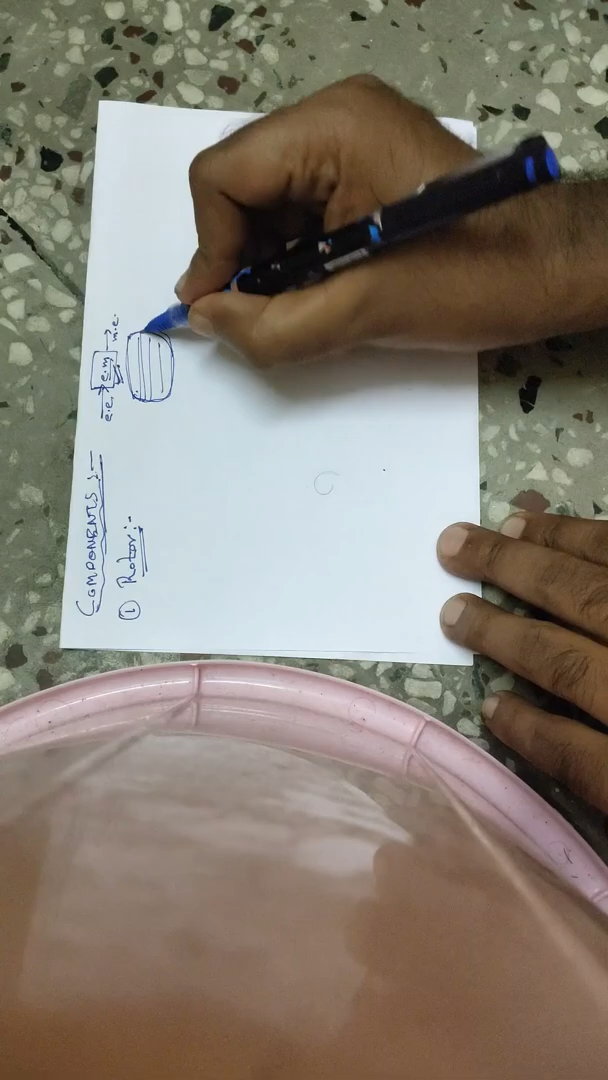 COMPONENTS :-
e.e. → e.m → m.e.
① Rotor :-